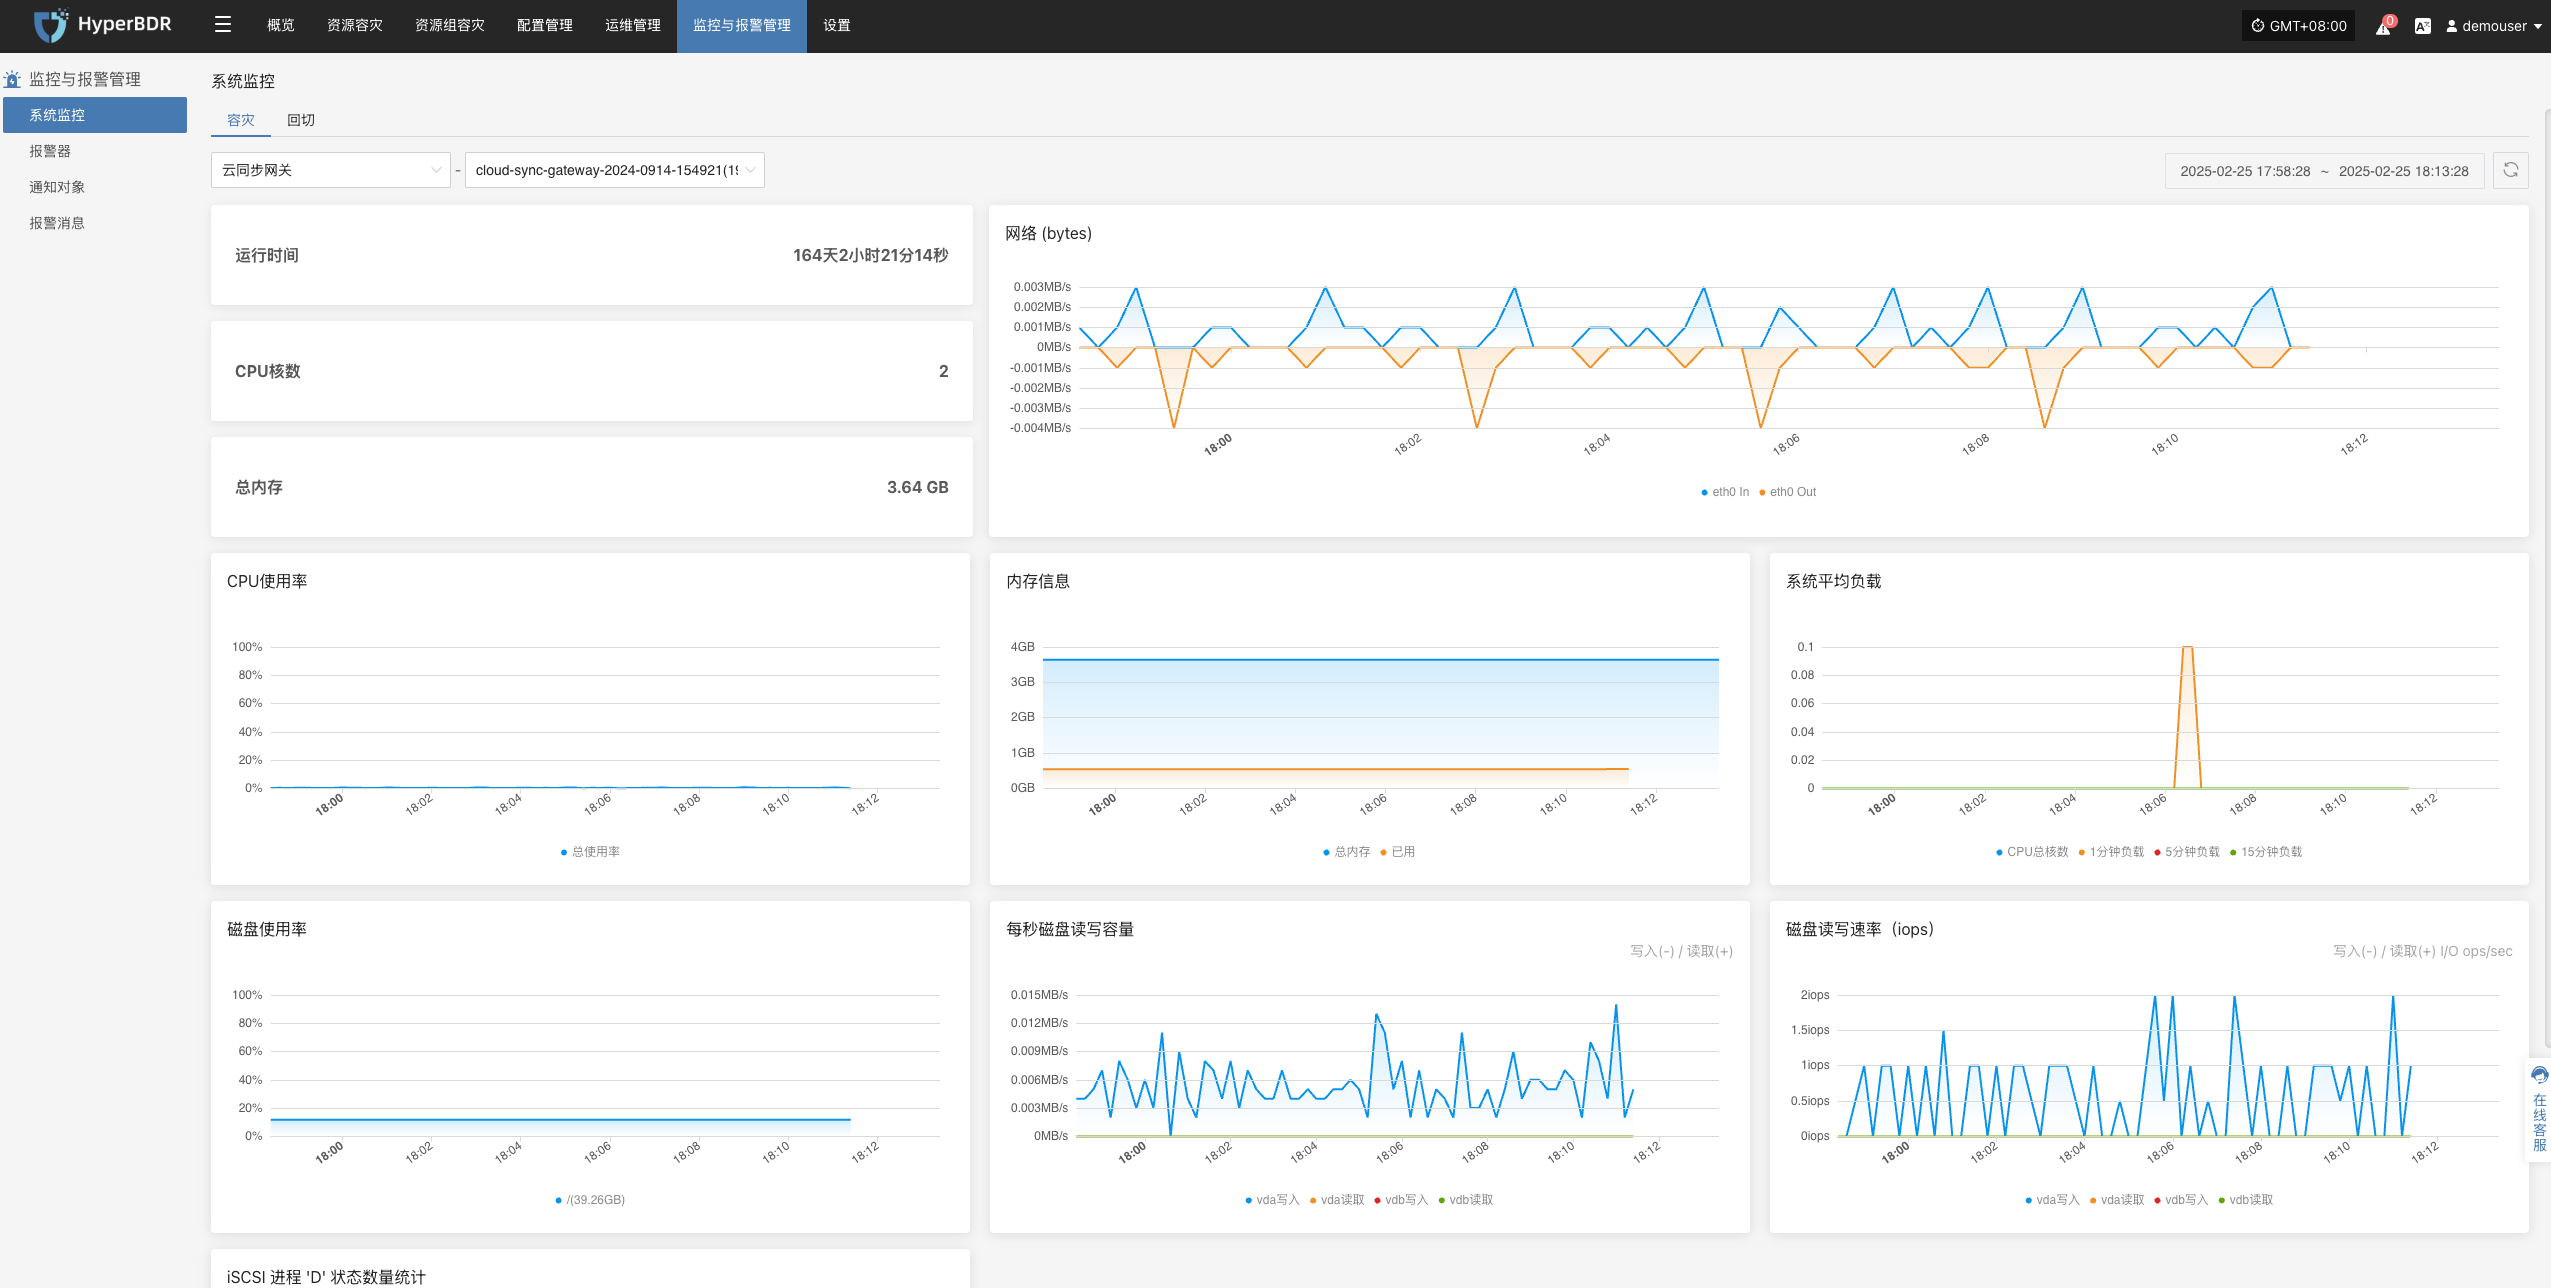 HyperBDR
概览 资源容灾 资源组容灾 配置管理 运维管理 监控与报警管理 设置
GMT+08:00 0 demouser
监控与报警管理
系统监控
报警器
通知对象
报警消息
系统监控
容灾 回切
云同步网关 - cloud-sync-gateway-2024-0914-154921(19
2025-02-25 17:58:28 ~ 2025-02-25 18:13:28
运行时间 164天2小时21分14秒
CPU核数 2
总内存 3.64 GB
网络 (bytes)
0.003MB/s
0.002MB/s
0.001MB/s
0MB/s
-0.001MB/s
-0.002MB/s
-0.003MB/s
-0.004MB/s
18:00 18:02 18:04 18:06 18:08 18:10 18:12
eth0 In eth0 Out
CPU使用率
100%
80%
60%
40%
20%
0%
18:00 18:02 18:04 18:06 18:08 18:10 18:12
总使用率
内存信息
4GB
3GB
2GB
1GB
0GB
18:00 18:02 18:04 18:06 18:08 18:10 18:12
总内存 已用
系统平均负载
0.1
0.08
0.06
0.04
0.02
0
18:00 18:02 18:04 18:06 18:08 18:10 18:12
CPU总核数 1分钟负载 5分钟负载 15分钟负载
磁盘使用率
100%
80%
60%
40%
20%
0%
18:00 18:02 18:04 18:06 18:08 18:10 18:12
/(39.26GB)
每秒磁盘读写容量
写入(-) / 读取(+)
0.015MB/s
0.012MB/s
0.009MB/s
0.006MB/s
0.003MB/s
0MB/s
18:00 18:02 18:04 18:06 18:08 18:10 18:12
vda写入 vda读取 vdb写入 vdb读取
磁盘读写速率（iops）
写入(-) / 读取(+) I/O ops/sec
2iops
1.5iops
1iops
0.5iops
0iops
18:00 18:02 18:04 18:06 18:08 18:10 18:12
vda写入 vda读取 vdb写入 vdb读取
在线客服
iSCSI 进程 'D' 状态数量统计